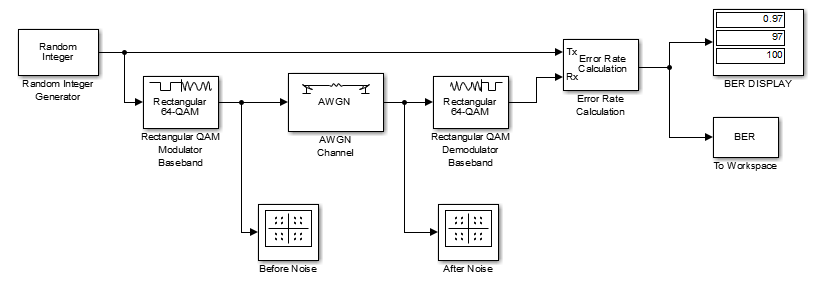 Random
Integer
Random Integer
Generator
Rectangular
64-QAM
Rectangular QAM
Modulator
Baseband
AWGN
AWGN
Channel
Rectangular
64-QAM
Rectangular QAM
Demodulator
Baseband
Tx
Rx
Error Rate
Calculation
Error Rate
Calculation
0.97
97
100
BER DISPLAY
BER
To Workspace
Before Noise
After Noise